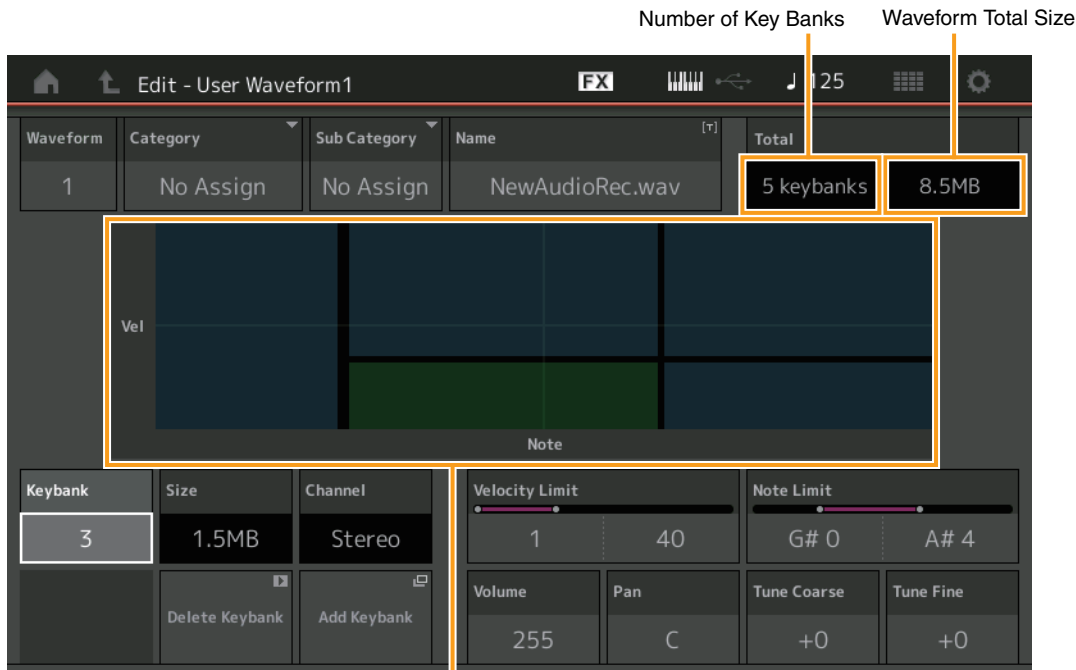 Number of Key Banks Waveform Total Size
Edit - User Waveform1 FX 125
Waveform Category Sub Category Name [T] Total
1 No Assign No Assign NewAudioRec.wav 5 keybanks 8.5MB
Vel
Note
Keybank Size Channel Velocity Limit Note Limit
3 1.5MB Stereo 1 40 G# 0 A# 4
Delete Keybank Add Keybank Volume Pan Tune Coarse Tune Fine
255 C +0 +0